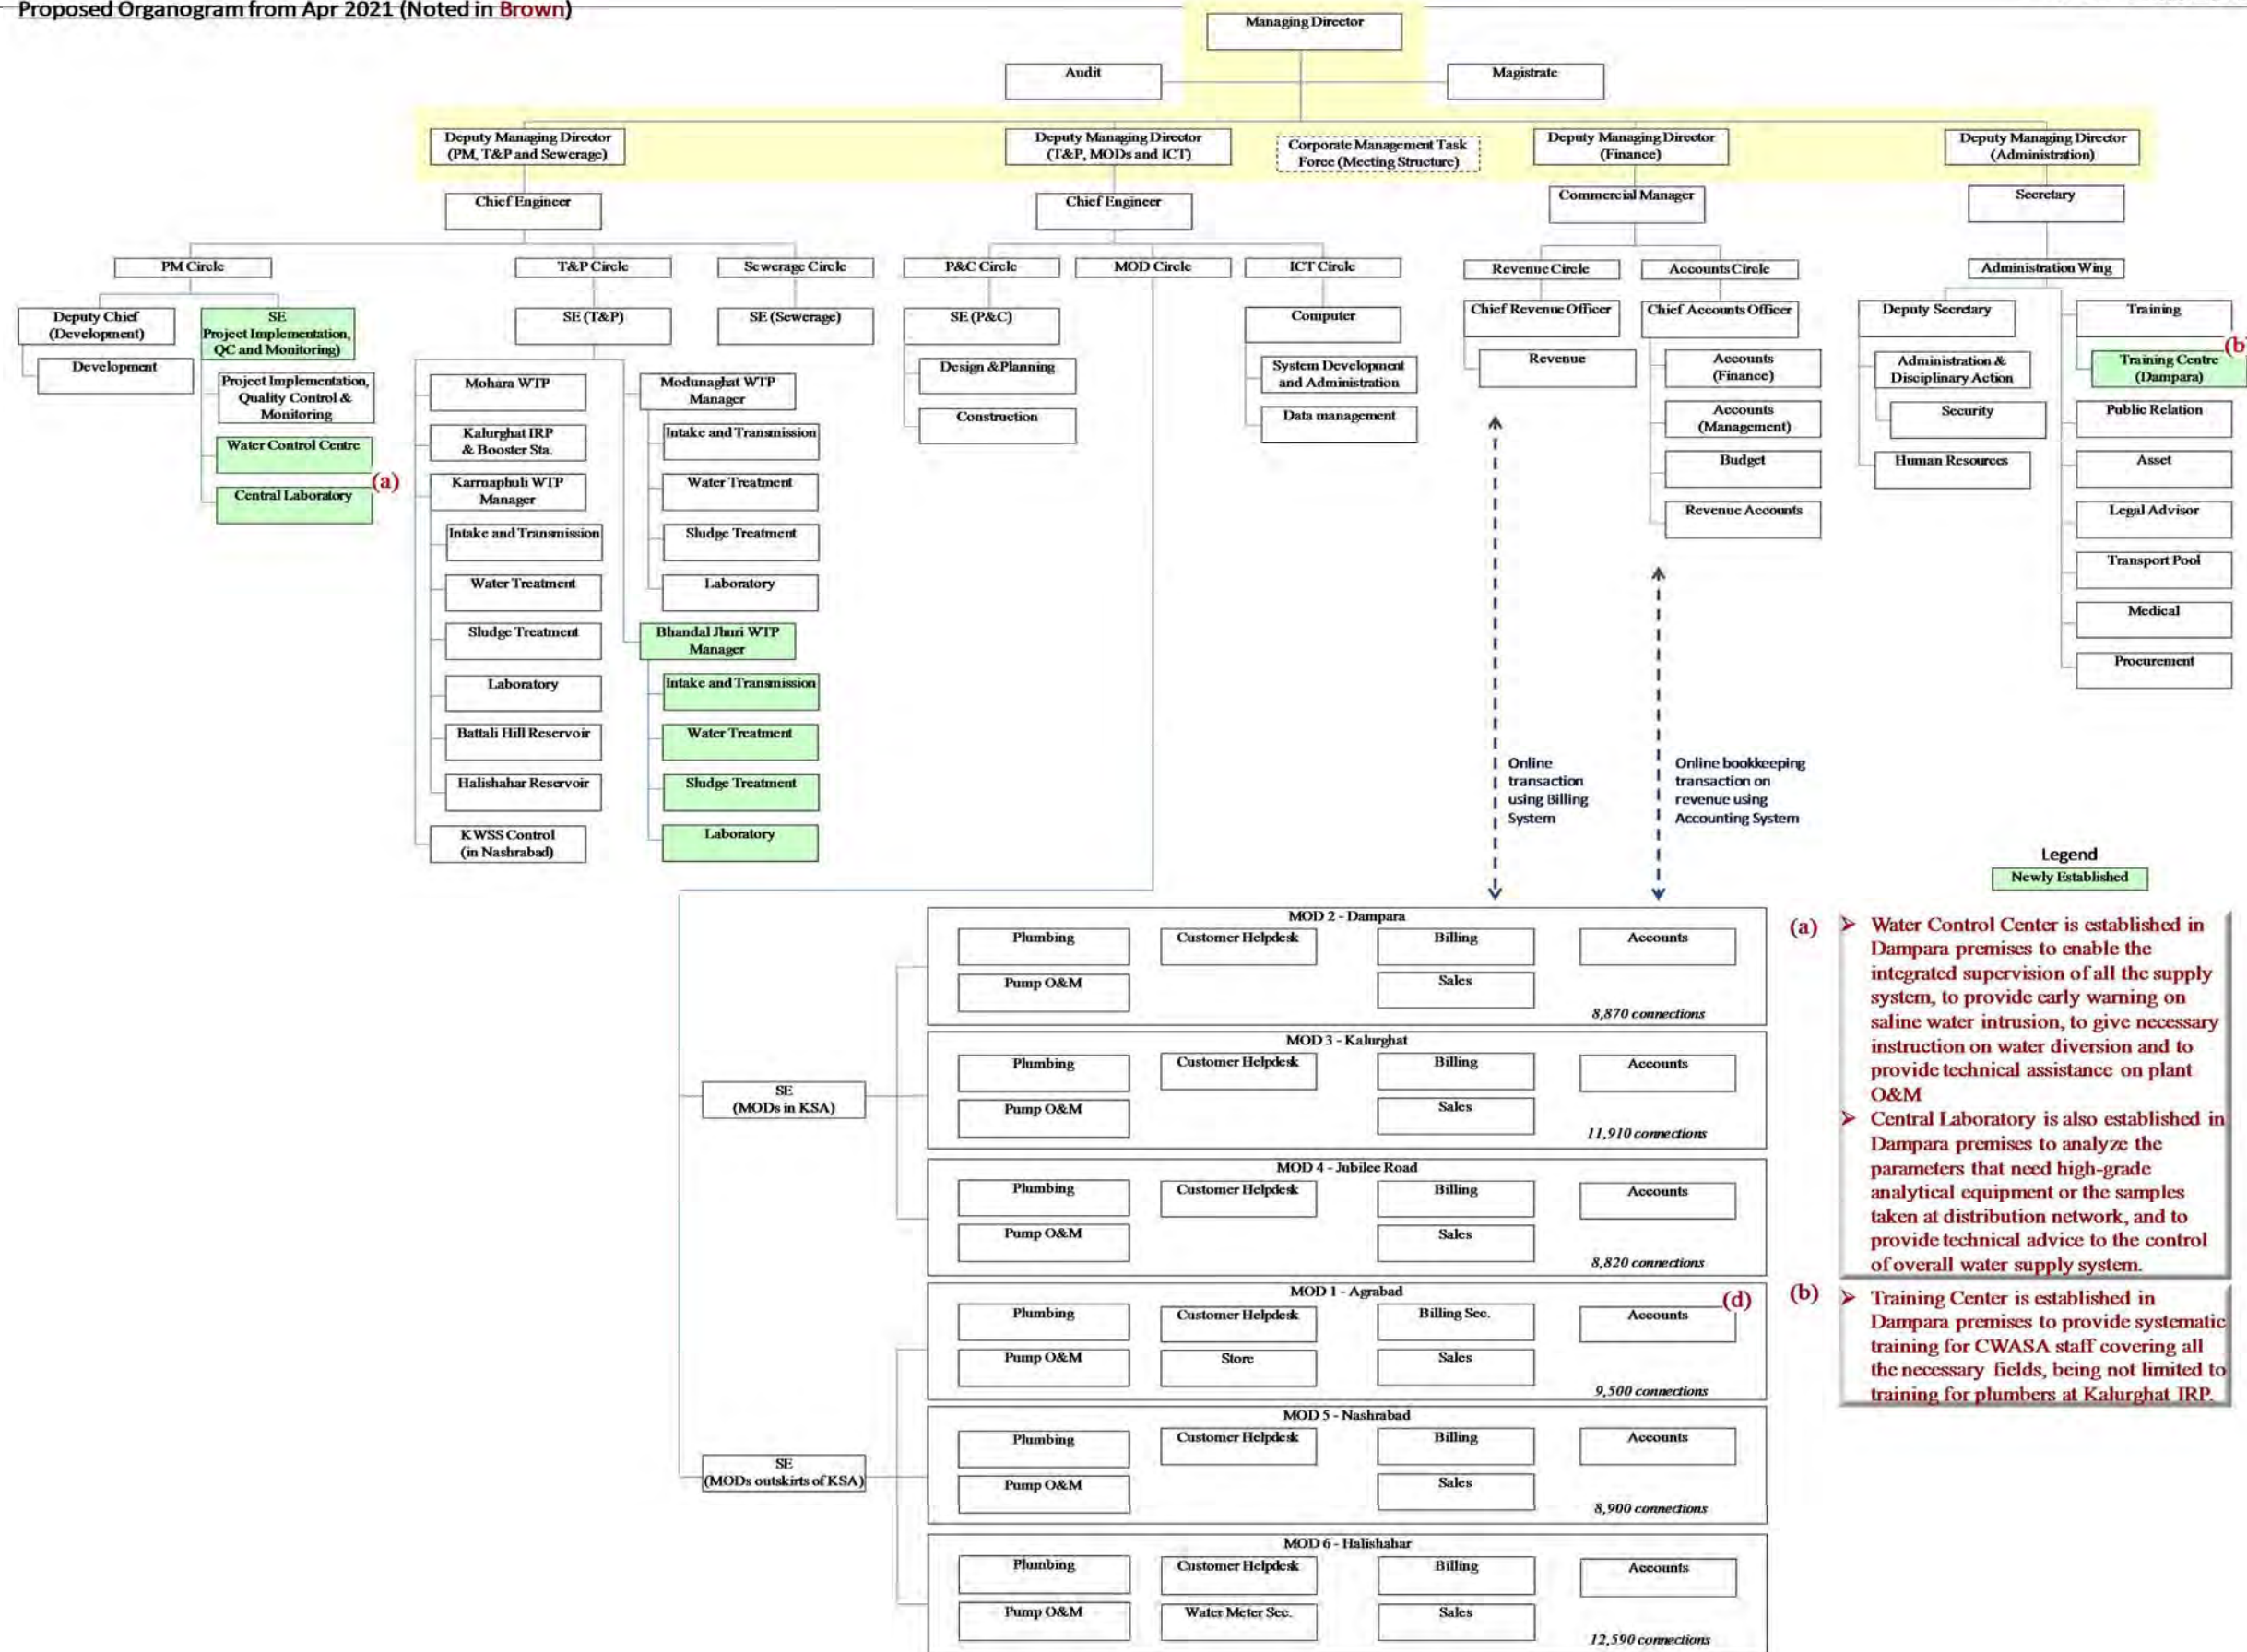 Proposed Organogram from Apr 2021 (Noted in Brown)
Managing Director
Audit
Magistrate
Deputy Managing Director
(PM, T&P and Sewerage)
Deputy Managing Director
(T&P, MODs and ICT)
Corporate Management Task
Force (Meeting Structure)
Deputy Managing Director
(Finance)
Deputy Managing Director
(Administration)
Chief Engineer
Chief Engineer
Commercial Manager
Secretary
PM Circle
T&P Circle
Sewerage Circle
P&C Circle
MOD Circle
ICT Circle
Revenue Circle
Accounts Circle
Administration Wing
Deputy Chief
(Development)
Development
SE
Project Implementation,
QC and Monitoring)
Project Implementation,
Quality Control &
Monitoring
Water Control Centre
Central Laboratory
(a)
SE (T&P)
Mohara WTP
Kalurghat IRP
& Booster Sta.
Karrnaphuli WTP
Manager
Intake and Transmission
Water Treatment
Sludge Treatment
Laboratory
Battali Hill Reservoir
Halishahar Reservoir
KWSS Control
(in Nashrabad)
Modunaghat WTP
Manager
Intake and Transmission
Water Treatment
Sludge Treatment
Laboratory
Bhandal Jhuri WTP
Manager
Intake and Transmission
Water Treatment
Sludge Treatment
Laboratory
SE (Sewerage)
SE (P&C)
Design & Planning
Construction
Computer
System Development
and Administration
Data management
Chief Revenue Officer
Revenue
Chief Accounts Officer
Accounts
(Finance)
Accounts
(Management)
Budget
Revenue Accounts
Deputy Secretary
Administration &
Disciplinary Action
Security
Human Resources
Training
Training Centre
(Dampara)
(b
Public Relation
Asset
Legal Advisor
Transport Pool
Medical
Procurement
Online
transaction
using Billing
System
Online bookkeeping
transaction on
revenue using
Accounting System
Legend
Newly Established
SE
(MODs in KSA)
MOD 2 - Dampara
Plumbing
Customer Helpdesk
Billing
Accounts
Pump O&M
Sales
8,870 connections
MOD 3 - Kalurghat
Plumbing
Customer Helpdesk
Billing
Accounts
Pump O&M
Sales
11,910 connections
MOD 4 - Jubilee Road
Plumbing
Customer Helpdesk
Billing
Accounts
Pump O&M
Sales
8,820 connections
SE
(MODs outskirts of KSA)
MOD 1 - Agrabad
(d)
Plumbing
Customer Helpdesk
Billing Sec.
Accounts
Pump O&M
Store
Sales
9,500 connections
MOD 5 - Nashrabad
Plumbing
Customer Helpdesk
Billing
Accounts
Pump O&M
Sales
8,900 connections
MOD 6 - Halishahar
Plumbing
Customer Helpdesk
Billing
Accounts
Pump O&M
Water Meter Sec.
Sales
12,590 connections
(a)
➢ Water Control Center is established in
Dampara premises to enable the
integrated supervision of all the supply
system, to provide early warning on
saline water intrusion, to give necessary
instruction on water diversion and to
provide technical assistance on plant
O&M
➢ Central Laboratory is also established in
Dampara premises to analyze the
parameters that need high-grade
analytical equipment or the samples
taken at distribution network, and to
provide technical advice to the control
of overall water supply system.
(b)
➢ Training Center is established in
Dampara premises to provide systematic
training for CWASA staff covering all
the necessary fields, being not limited to
training for plumbers at Kalurghat IRP.